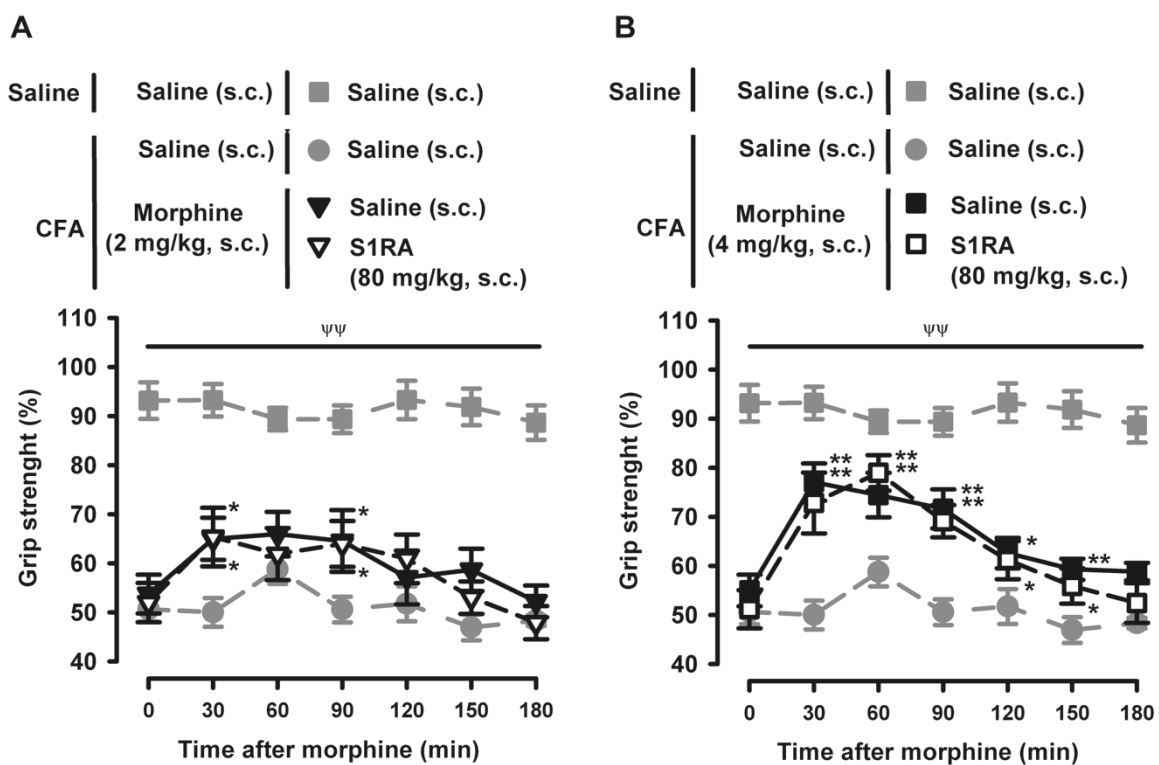 A
Saline Saline (s.c.) Saline (s.c.)
Saline (s.c.) Saline (s.c.)
CFA
Morphine
(2 mg/kg, s.c.)
Saline (s.c.)
S1RA
(80 mg/kg, s.c.)
ψψ
110
100
90
80
70
60
50
40
Grip strenght (%)
*
*
*
*
0 30 60 90 120 150 180
Time after morphine (min)
B
Saline Saline (s.c.) Saline (s.c.)
Saline (s.c.) Saline (s.c.)
CFA
Morphine
(4 mg/kg, s.c.)
Saline (s.c.)
S1RA
(80 mg/kg, s.c.)
ψψ
110
100
90
80
70
60
50
40
Grip strenght (%)
**
**
**
**
**
**
*
*
**
*
0 30 60 90 120 150 180
Time after morphine (min)